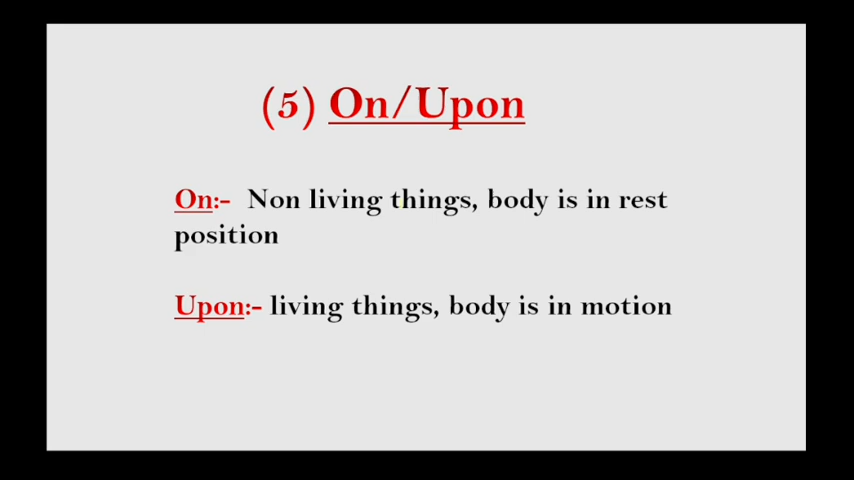 (5) On/Upon
On:- Non living things, body is in rest
position
Upon:- living things, body is in motion